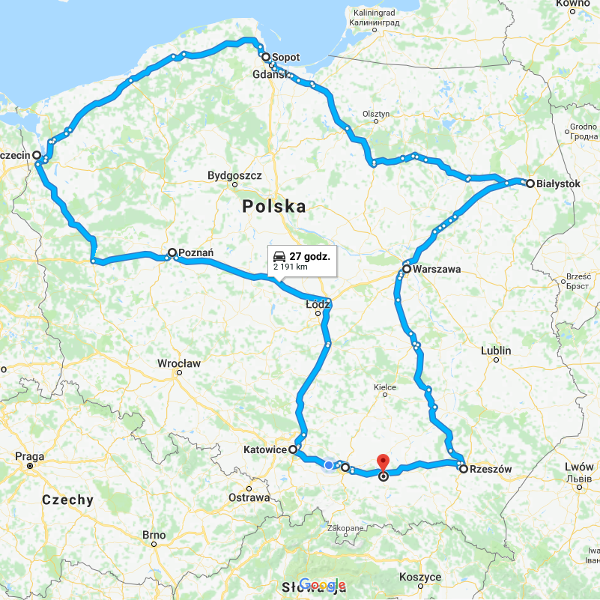 Kaliningrad
Калининград
Kowno
Sopot
Gdańsk
Olsztyn
Grodno
Гродна
zczecin
Białystok
Bydgoszcz
Polska
Poznań
27 godz.
2 191 km
Warszawa
Brześć
Брэст
Łódź
Wrocław
Lublin
Kielce
Katowice
Rzeszów
Praga
Lwów
Львів
Czechy
Ostrawa
Zakopane
Brno
Koszyce
Słowacja
Google